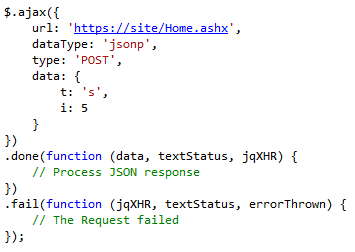 $.ajax({
    url: 'https://site/Home.ashx',
    dataType: 'jsonp',
    type: 'POST',
    data: {
        t: 's',
        i: 5
    }
})
.done(function (data, textStatus, jqXHR) {
    // Process JSON response
})
.fail(function (jqXHR, textStatus, errorThrown) {
    // The Request failed
});